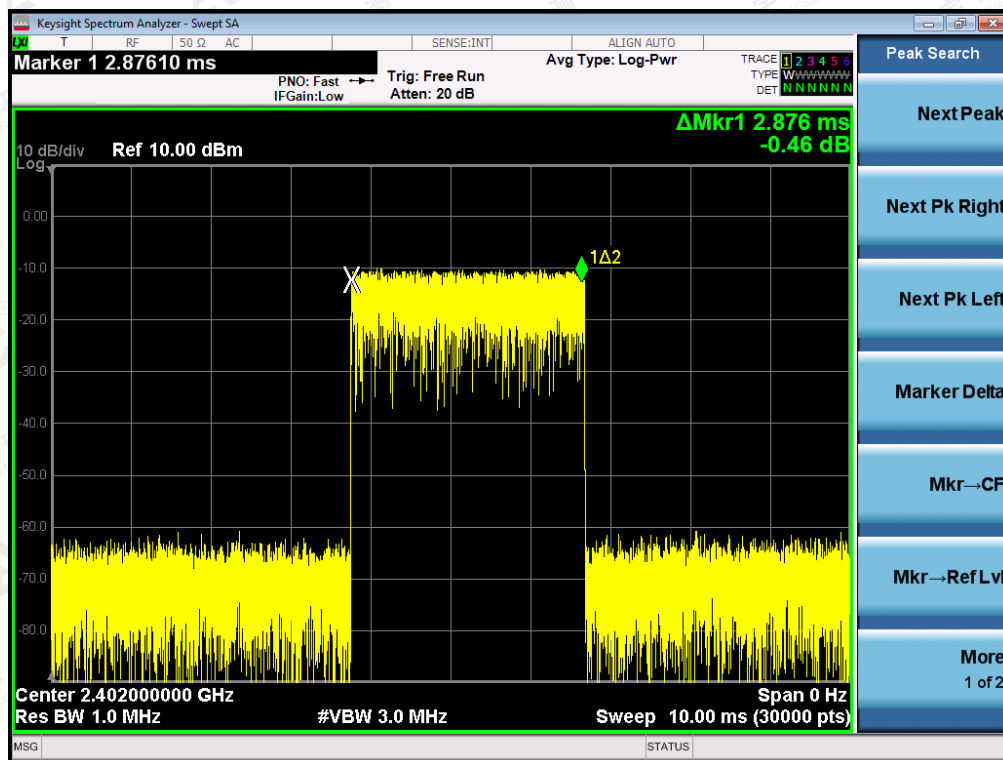 Keysight Spectrum Analyzer - Swept SA
LXI T RF 50 Ω AC SENSE:INT ALIGN AUTO
Marker 1 2.87610 ms
PNO: Fast
IFGain:Low
Trig: Free Run
Atten: 20 dB
Avg Type: Log-Pwr
TRACE 1 2 3 4 5 6
TYPE W W W W W W
DET N N N N N N
ΔMkr1 2.876 ms
-0.46 dB
10 dB/div Ref 10.00 dBm
Log
0.00
-10.0
-20.0
-30.0
-40.0
-50.0
-60.0
-70.0
-80.0
1Δ2
Center 2.402000000 GHz Span 0 Hz
Res BW 1.0 MHz #VBW 3.0 MHz Sweep 10.00 ms (30000 pts)
MSG STATUS
Peak Search
Next Peak
Next Pk Right
Next Pk Left
Marker Delta
Mkr→CF
Mkr→Ref Lvl
More
1 of 2